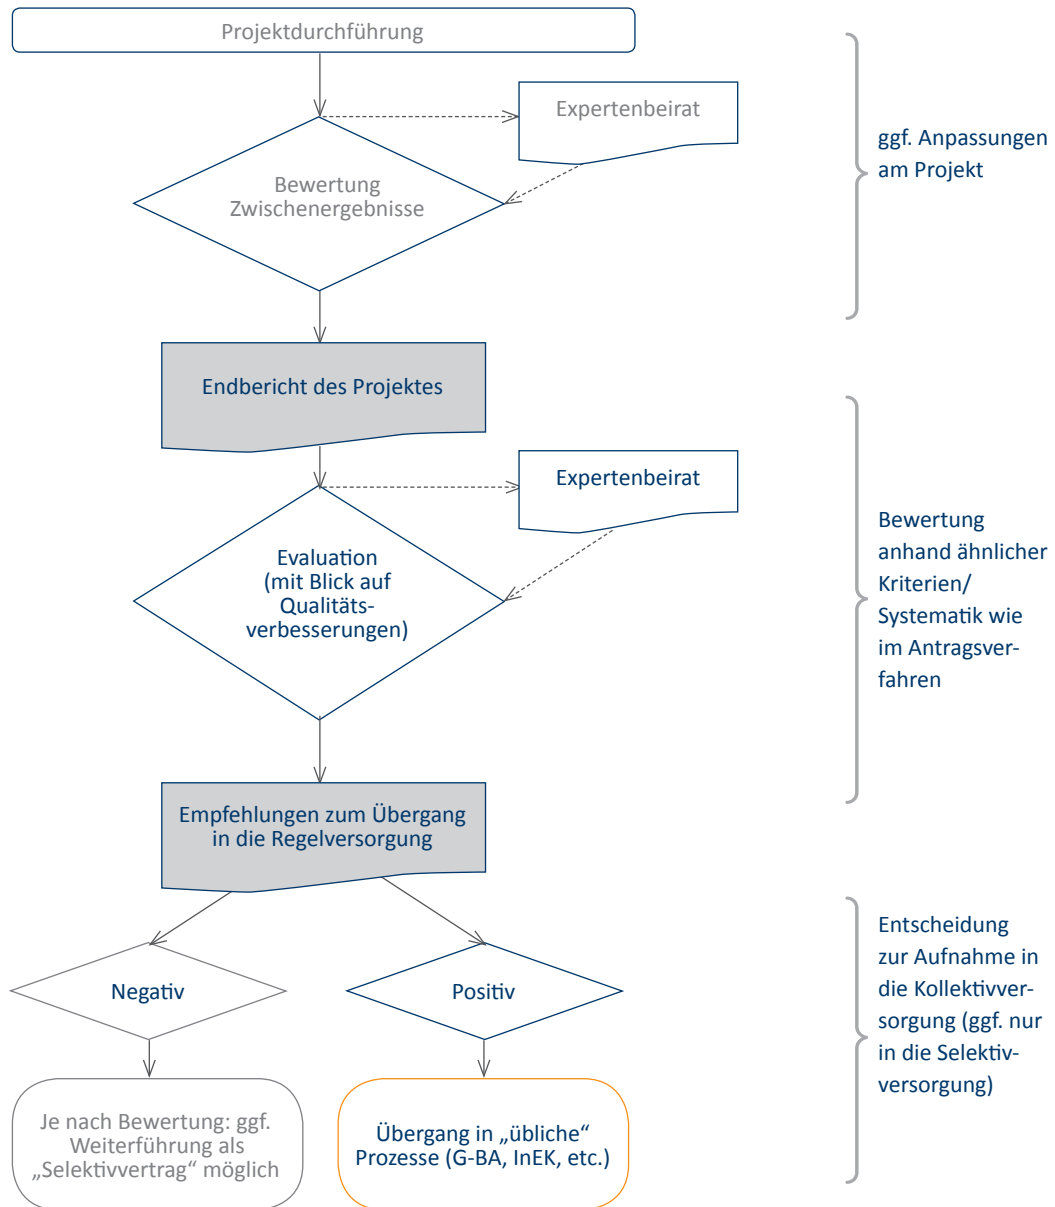 Projektdurchführung
Expertenbeirat
Bewertung
Zwischenergebnisse
ggf. Anpassungen
am Projekt
Endbericht des Projektes
Expertenbeirat
Evaluation
(mit Blick auf
Qualitäts-
verbesserungen)
Bewertung
anhand ähnlicher
Kriterien/
Systematik wie
im Antragsver-
fahren
Empfehlungen zum Übergang
in die Regelversorgung
Negativ
Positiv
Entscheidung
zur Aufnahme in
die Kollektivver-
sorgung (ggf. nur
in die Selektiv-
versorgung)
Je nach Bewertung: ggf.
Weiterführung als
„Selektivvertrag“ möglich
Übergang in „übliche“
Prozesse (G-BA, InEK, etc.)